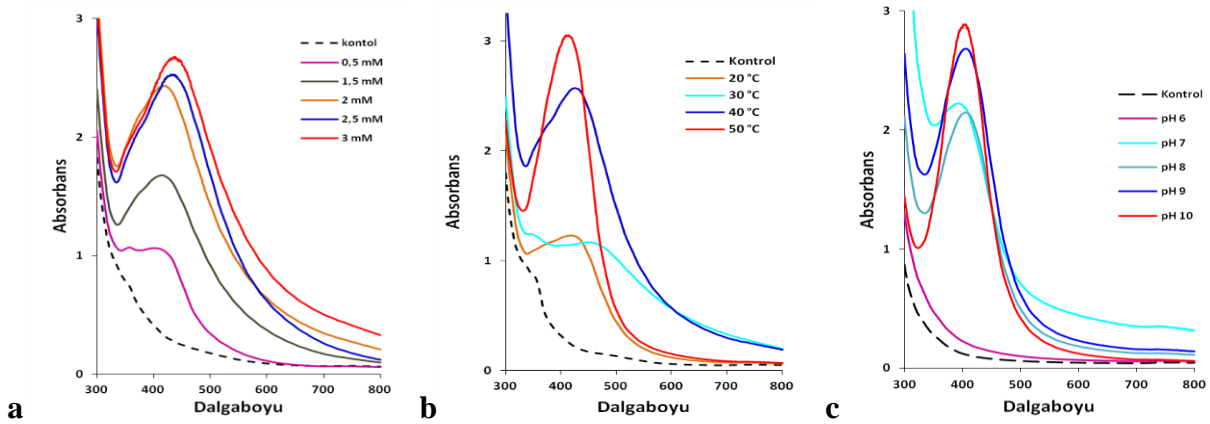 a
Absorbans
3
2
1
0
300
400
500
600
700
800
Dalgaboyu
kontol
0,5 mM
1,5 mM
2 mM
2,5 mM
3 mM
b
Absorbans
3
2
1
0
300
400
500
600
700
800
Dalgaboyu
Kontrol
20 °C
30 °C
40 °C
50 °C
c
Absorbans
3
2
1
0
300
400
500
600
700
800
Dalgaboyu
Kontrol
pH 6
pH 7
pH 8
pH 9
pH 10